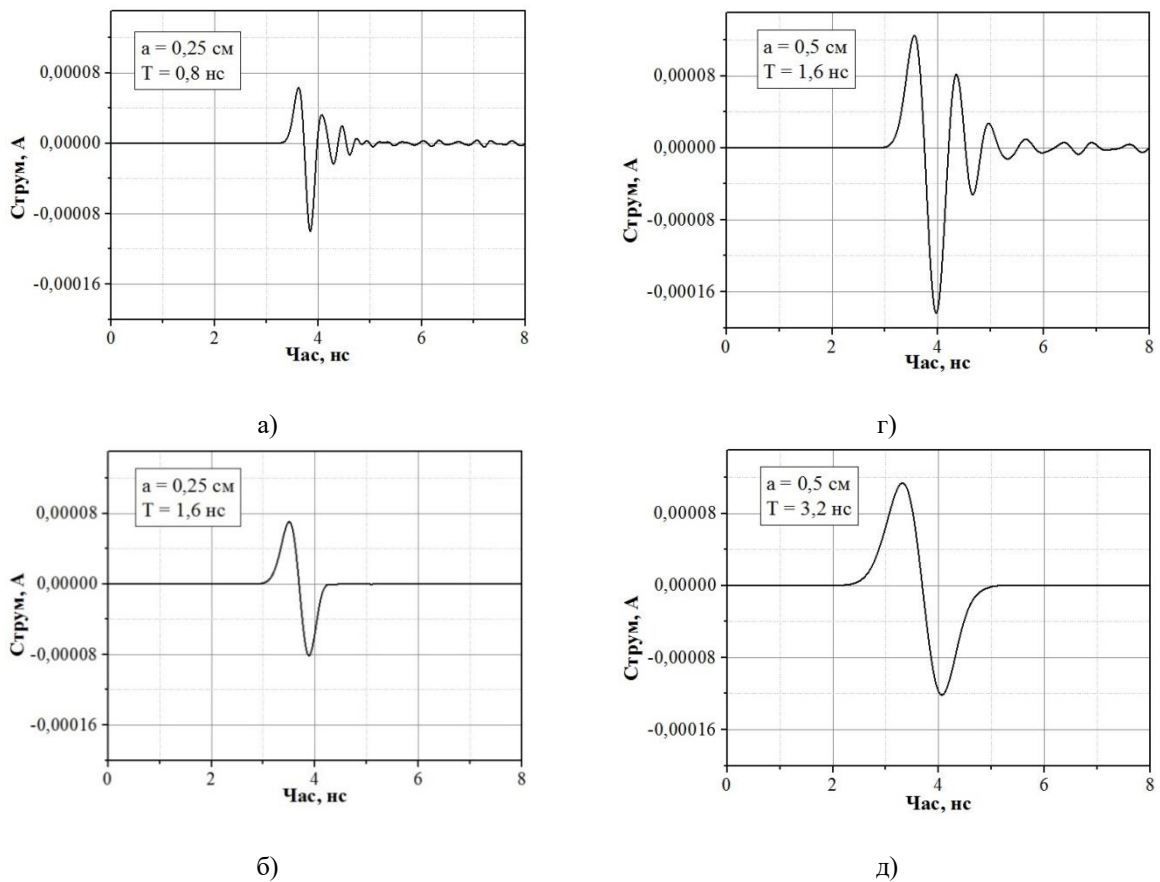 a = 0,25 см
T = 0,8 нс
0,00008
0,00000
-0,00008
-0,00016
Струм, А
0
2
4
6
8
Час, нс
а)
a = 0,5 см
T = 1,6 нс
0,00008
0,00000
-0,00008
-0,00016
Струм, А
0
2
4
6
8
Час, нс
г)
a = 0,25 см
T = 1,6 нс
0,00008
0,00000
-0,00008
-0,00016
Струм, А
0
2
4
6
8
Час, нс
б)
a = 0,5 см
T = 3,2 нс
0,00008
0,00000
-0,00008
-0,00016
Струм, А
0
2
4
6
8
Час, нс
д)